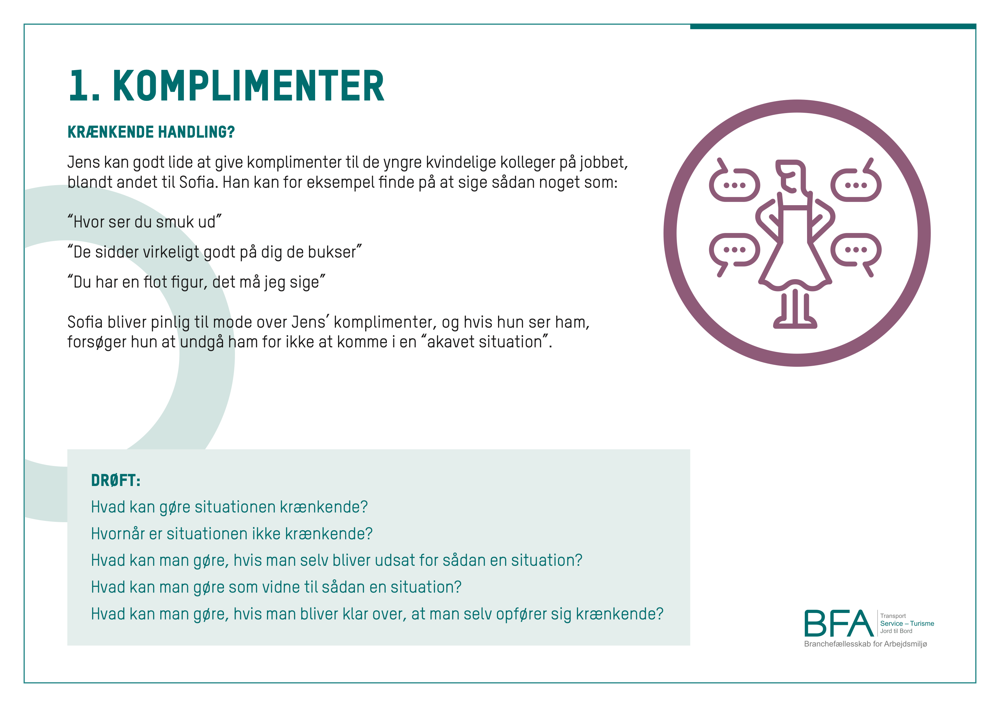 1. KOMPLIMENTER
KRÆNKENDE HANDLING?
Jens kan godt lide at give komplimenter til de yngre kvindelige kolleger på jobbet,
blandt andet til Sofia. Han kan for eksempel finde på at sige sådan noget som:
“Hvor ser du smuk ud”
“De sidder virkeligt godt på dig de bukser”
“Du har en flot figur, det må jeg sige”
Sofia bliver pinlig til mode over Jens’ komplimenter, og hvis hun ser ham,
forsøger hun at undgå ham for ikke at komme i en “akavet situation”.
DRØFT:
Hvad kan gøre situationen krænkende?
Hvornår er situationen ikke krænkende?
Hvad kan man gøre, hvis man selv bliver udsat for sådan en situation?
Hvad kan man gøre som vidne til sådan en situation?
Hvad kan man gøre, hvis man bliver klar over, at man selv opfører sig krænkende?
BFA
Transport
Service – Turisme
Jord til Bord
Branchefællesskab for Arbejdsmiljø